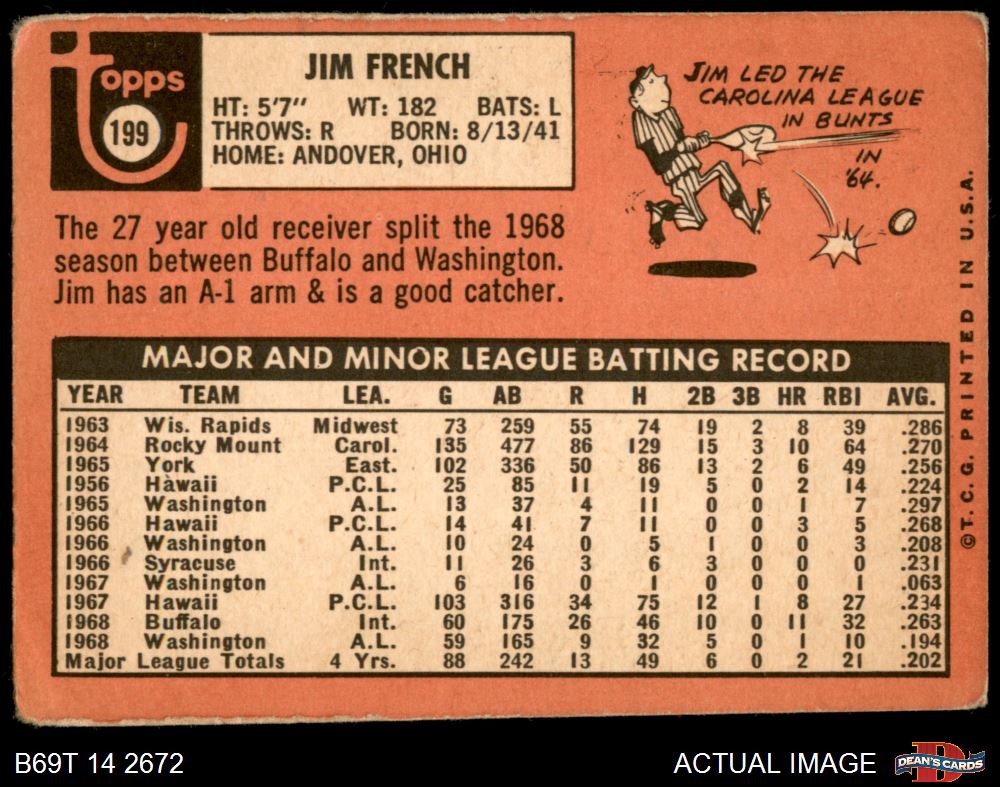 Topps
199
JIM FRENCH
HT: 5'7" WT: 182 BATS: L
THROWS: R BORN: 8/13/41
HOME: ANDOVER, OHIO
JIM LED THE
CAROLINA LEAGUE
IN BUNTS
IN
'64.
The 27 year old receiver split the 1968
season between Buffalo and Washington.
Jim has an A-1 arm & is a good catcher.
MAJOR AND MINOR LEAGUE BATTING RECORD
YEAR TEAM LEA. G AB R H 2B 3B HR RBI AVG.
1963 Wis. Rapids Midwest 73 259 55 74 19 2 8 39 .286
1964 Rocky Mount Carol. 135 477 86 129 15 3 10 64 .270
1965 York East. 102 336 50 86 13 2 6 49 .256
1956 Hawaii P.C.L. 25 85 11 19 5 0 2 14 .224
1965 Washington A.L. 13 37 4 11 0 0 1 7 .297
1966 Hawaii P.C.L. 14 41 7 11 0 0 3 5 .268
1966 Washington A.L. 10 24 0 5 1 0 0 3 .208
1966 Syracuse Int. 11 26 3 6 3 0 0 0 .231
1967 Washington A.L. 6 16 0 1 0 0 0 1 .063
1967 Hawaii P.C.L. 103 316 34 75 12 1 8 27 .234
1968 Buffalo Int. 60 175 26 46 10 0 11 32 .263
1968 Washington A.L. 59 165 9 32 5 0 1 10 .194
Major League Totals 4 Yrs. 88 242 13 49 6 0 2 21 .202
©T.C.G. PRINTED IN U.S.A.
B69T 14 2672
ACTUAL IMAGE
D
DEAN'S CARDS